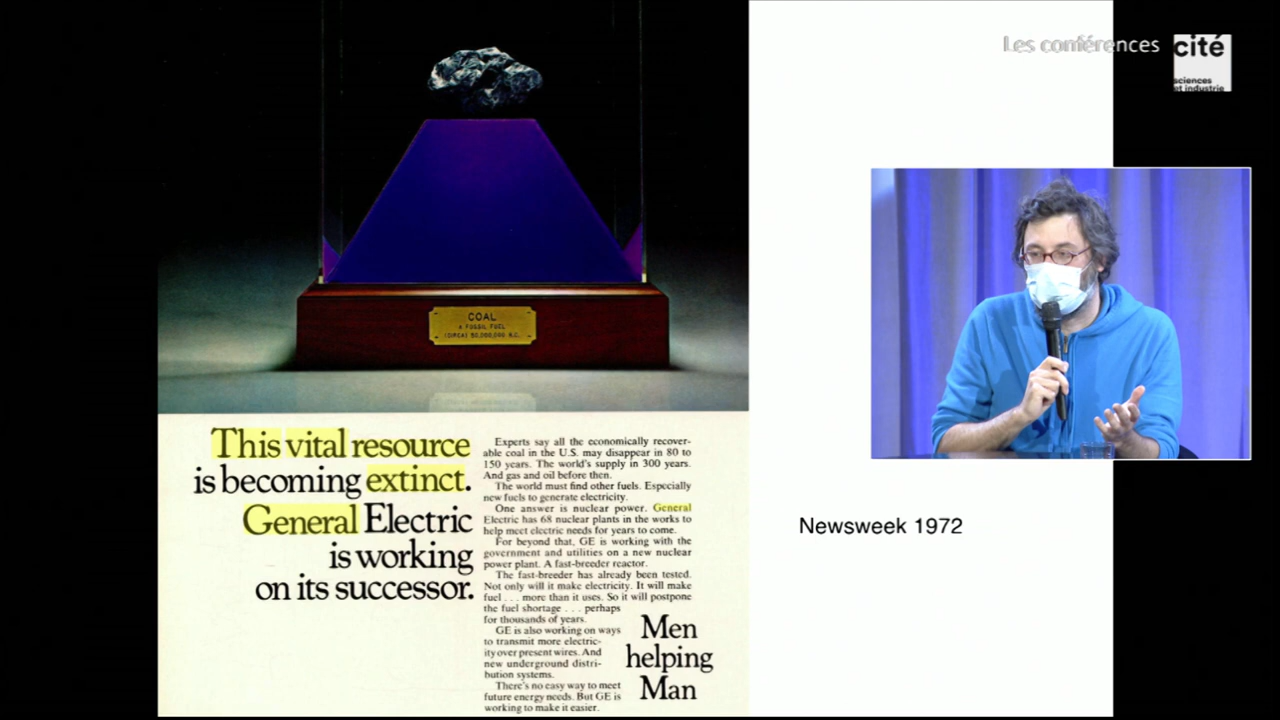 Les conférences
cité
sciences
et industrie
COAL
A FOSSIL FUEL
(CIRCA) 50,000,000 B.C.
This vital resource
is becoming extinct.
General Electric
is working
on its successor.
Experts say all the economically recover-
able coal in the U.S. may disappear in 80 to
150 years. The world's supply in 300 years.
And gas and oil before then.
The world must find other fuels. Especially
new fuels to generate electricity.
One answer is nuclear power. General
Electric has 68 nuclear plants in the works to
help meet electric needs for years to come.
For beyond that, GE is working with the
government and utilities on a new nuclear
power plant. A fast-breeder reactor.
The fast-breeder has already been tested.
Not only will it make electricity. It will make
fuel . . . more than it uses. So it will postpone
the fuel shortage . . . perhaps
for thousands of years.
GE is also working on ways
to transmit more electric-
ity over present wires. And
new underground distri-
bution systems.
There's no easy way to meet
future energy needs. But GE is
working to make it easier.
Men
helping
Man
Newsweek 1972